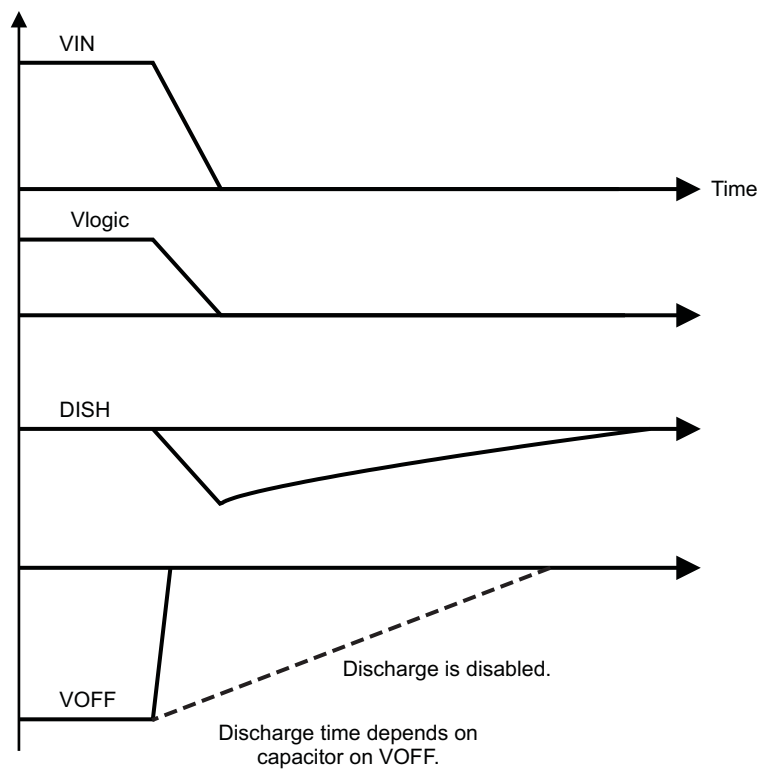 VIN
Time
Vlogic
DISH
Discharge is disabled.
VOFF
Discharge time depends on
capacitor on VOFF.